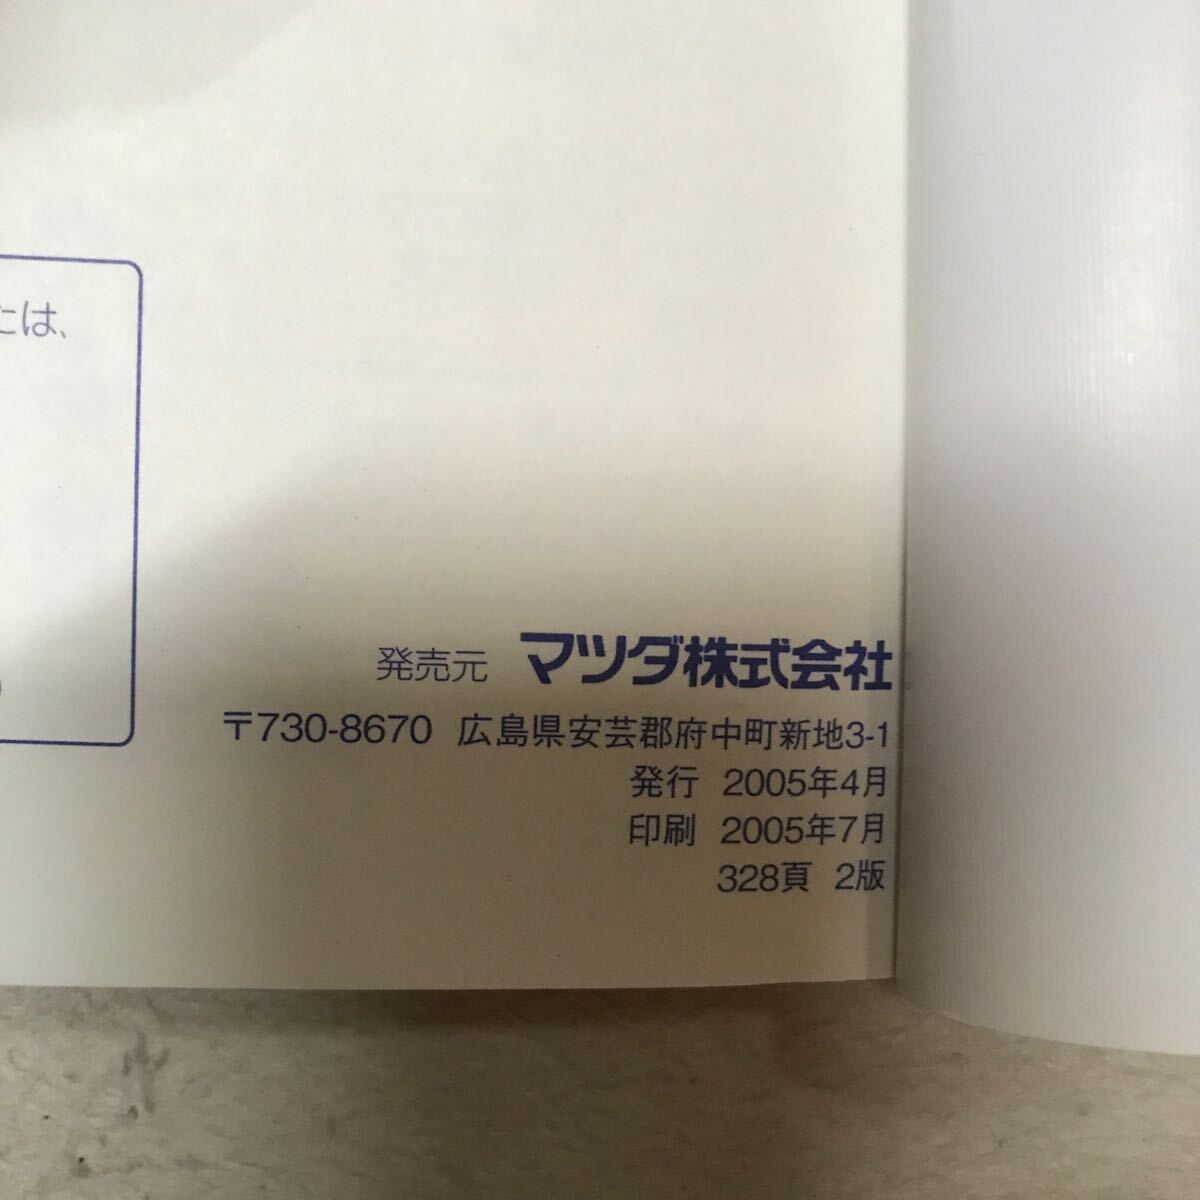 には、
)
発売元 マツダ株式会社
〒730-8670 広島県安芸郡府中町新地3-1
発行 2005年4月
印刷 2005年7月
328頁 2版